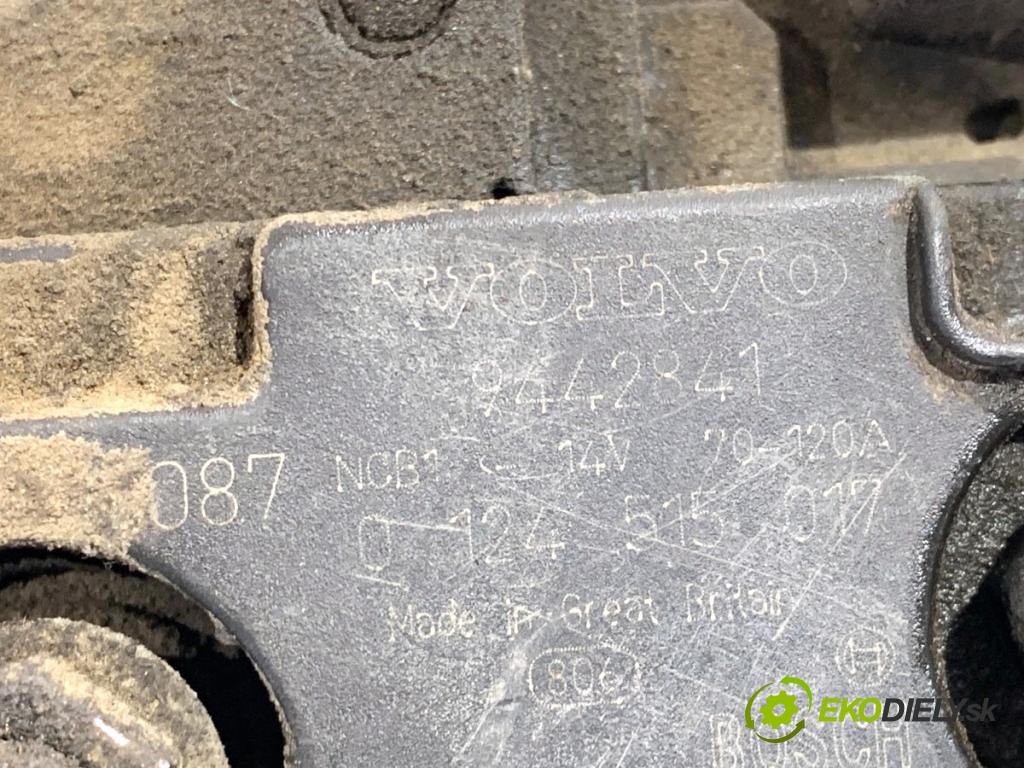 VOLVO
9442841
087 NCB1 14V 70-120A
0 124 515 017
Made in Great Britain
806
BOSCH
EKODIELY.sk